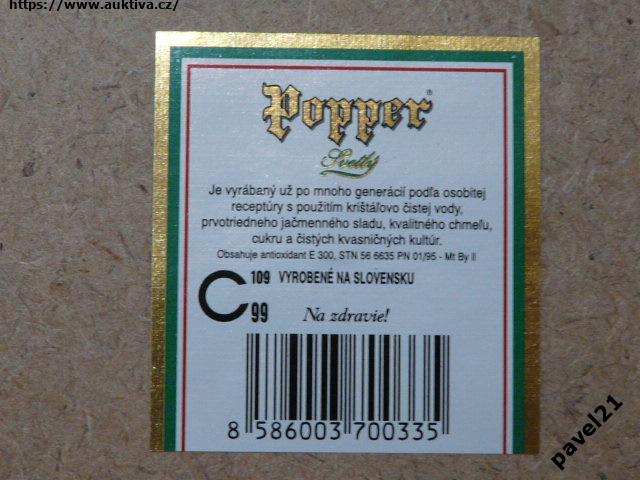 https://www.auktiva.cz/
Popper®
Svetlý
Je vyrábaný už po mnoho generácií podľa osobitej
receptúry s použitím krištáľovo čistej vody,
prvotriedneho jačmenného sladu, kvalitného chmeľu,
cukru a čistých kvasničných kultúr.
Obsahuje antioxidant E 300, STN 56 6635 PN 01/95 - Mt By II
C 109 VYROBENÉ NA SLOVENSKU
99 Na zdravie!
8 586003 700335
pavel21